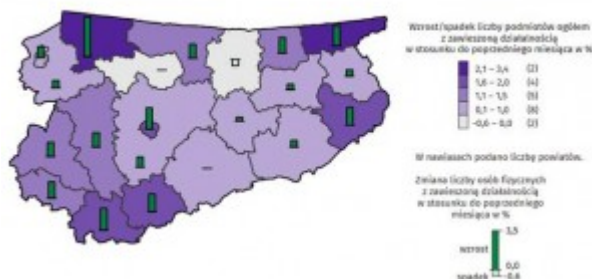 Wzrost/spadek liczby podmiotów ogółem
z zawieszoną działalnością
w stosunku do poprzedniego miesiąca w %
2,1 – 3,4 (2)
1,6 – 2,0 (4)
1,1 – 1,5 (5)
0,1 – 1,0 (8)
-0,6 – 0,0 (2)
W nawiasach podano liczbę powiatów.
Zmiana liczby osób fizycznych
z zawieszoną działalnością
w stosunku do poprzedniego
miesiąca w %
3,5
wzrost
0,0
spadek -0,6